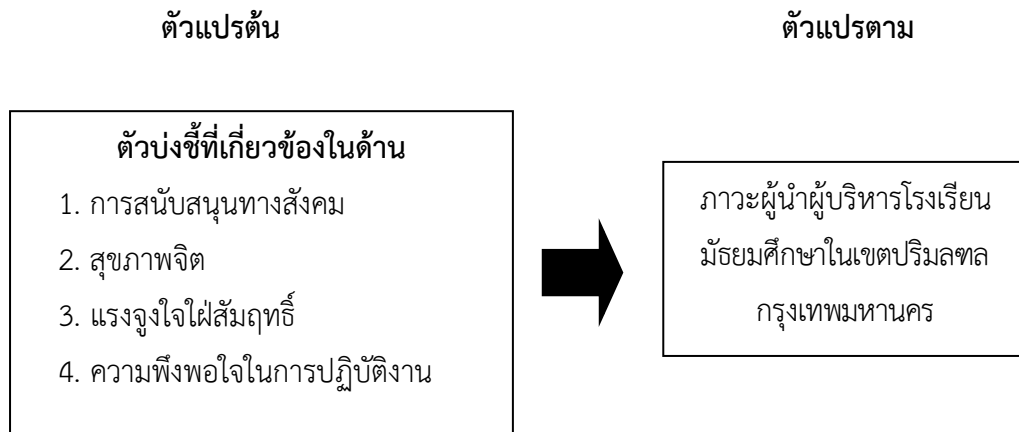 ตัวแปรต้น
ตัวแปรตาม
ตัวบ่งชี้ที่เกี่ยวข้องในด้าน
1. การสนับสนุนทางสังคม
2. สุขภาพจิต
3. แรงจูงใจใฝ่สัมฤทธิ์
4. ความพึงพอใจในการปฏิบัติงาน
ภาวะผู้นำผู้บริหารโรงเรียน
มัธยมศึกษาในเขตปริมลฑล
กรุงเทพมหานคร